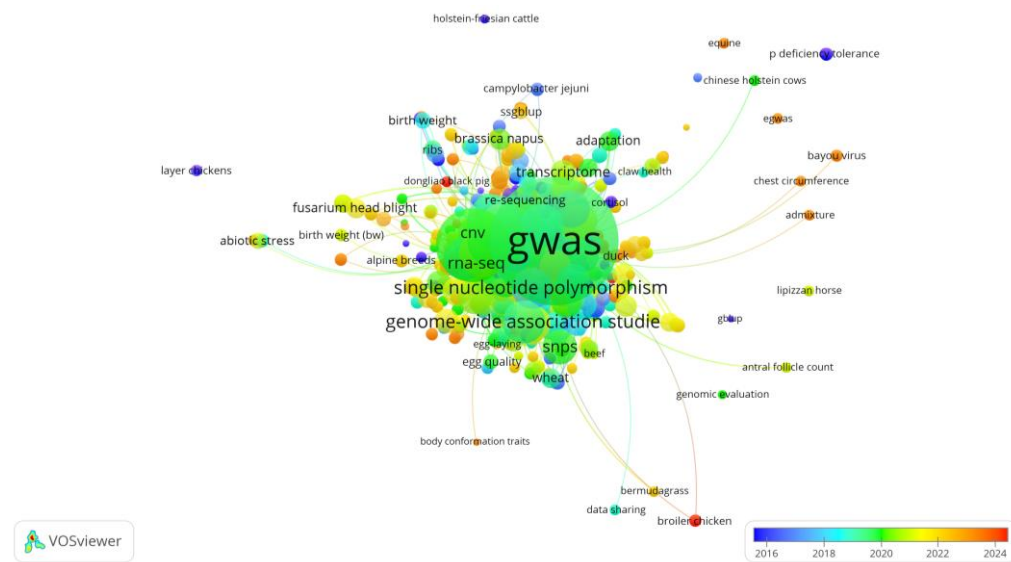 holstein-friesian cattle
equine
p deficiency tolerance
chinese holstein cows
campylobacter jejuni
ssgblup
birth weight
egwas
brassica napus
adaptation
ribs
bayou virus
layer chickens
transcriptome
claw health
dongliao black pig
chest circumference
re-sequencing
cortisol
fusarium head blight
admixture
cnv
gwas
birth weight (bw)
abiotic stress
duck
alpine breeds
rna-seq
single nucleotide polymorphism
lipizzan horse
genome-wide association studie
gblup
egg-laying
snps
beef
egg quality
antral follicle count
wheat
genomic evaluation
body conformation traits
bermudagrass
data sharing
broiler chicken
VOSviewer
2016 2018 2020 2022 2024